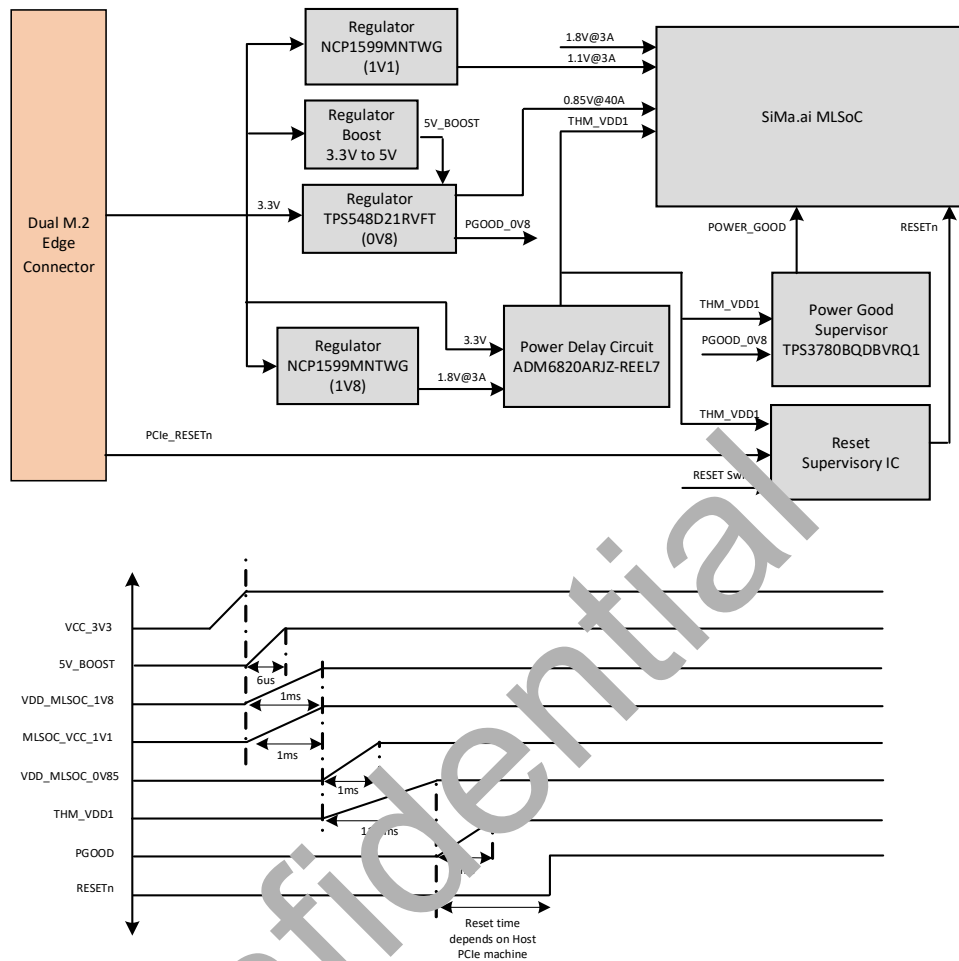 Regulator
NCP1599MNTWG
(1V1)
1.8V@3A
1.1V@3A
SiMa.ai MLSoC
Regulator
Boost
3.3V to 5V
5V_BOOST
0.85V@40A
THM_VDD1
Dual M.2
Edge
Connector
3.3V
Regulator
TPS548D21RVFT
(0V8)
PGOOD_0V8
POWER_GOOD
RESETn
THM_VDD1
PGOOD_0V8
Power Good
Supervisor
TPS3780BQDBVRQ1
Regulator
NCP1599MNTWG
(1V8)
3.3V
1.8V@3A
Power Delay Circuit
ADM6820ARJZ-REEL7
THM_VDD1
PCIe_RESETn
RESET
Reset
Supervisory IC
VCC_3V3
5V_BOOST
6us
VDD_MLSOC_1V8
1ms
MLSOC_VCC_1V1
1ms
VDD_MLSOC_0V85
1ms
THM_VDD1
PGOOD
RESETn
Reset time
depends on Host
PCIe machine
Confidential